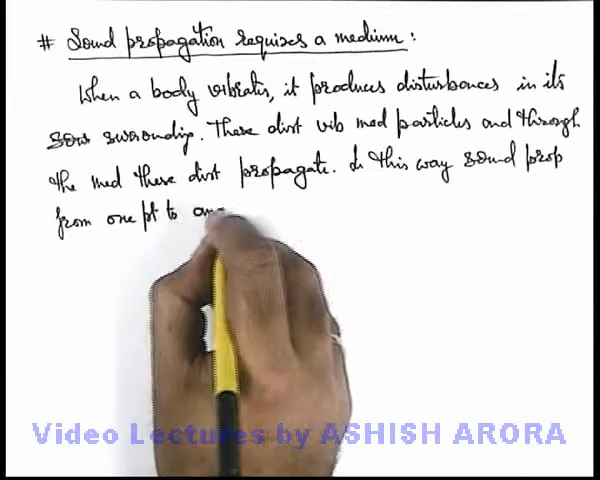 # Sound propagation requires a medium :
When a body vibrates, it produces disturbances in its
surrounding. These dist vib med particles and through
the med these dist propagate. In this way sound prop
from one pt to ano
Video Lectures by ASHISH ARORA